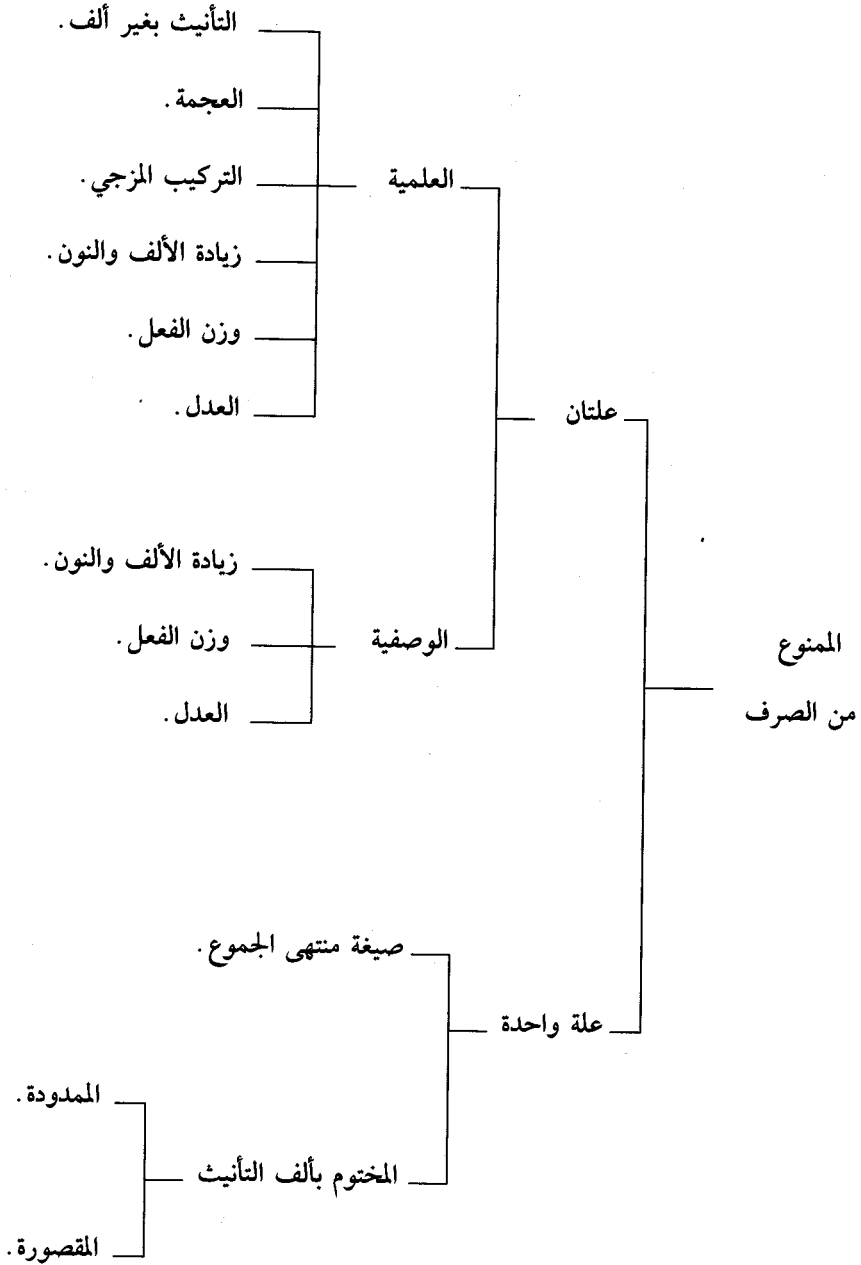 التأنيث بغير ألف.
العجمة.
العلمية
التركيب المزجي.
زيادة الألف والنون.
وزن الفعل.
علتان
العدل.
زيادة الألف والنون.
الممنوع
الوصفية
وزن الفعل.
من الصرف
العدل.
صيغة منتهى الجموع.
علة واحدة
الممدودة.
المختوم بألف التأنيث
المقصورة.